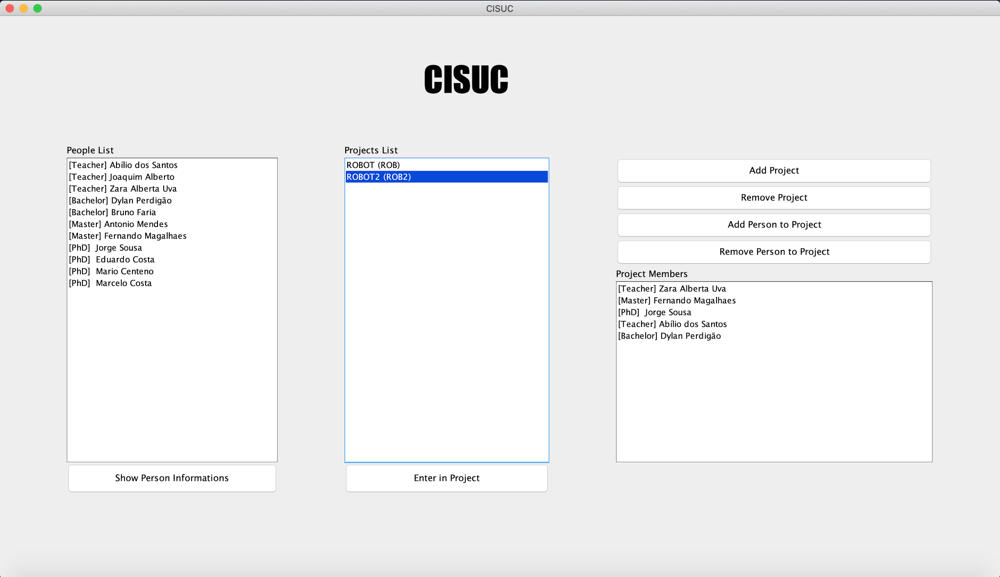 CISUC
CISUC
People List
[Teacher] Abílio dos Santos
[Teacher] Joaquim Alberto
[Teacher] Zara Alberta Uva
[Bachelor] Dylan Perdigão
[Bachelor] Bruno Faria
[Master] Antonio Mendes
[Master] Fernando Magalhaes
[PhD]  Jorge Sousa
[PhD]  Eduardo Costa
[PhD]  Mario Centeno
[PhD]  Marcelo Costa
Show Person Informations
Projects List
ROBOT (ROB)
ROBOT2 (ROB2)
Enter in Project
Add Project
Remove Project
Add Person to Project
Remove Person to Project
Project Members
[Teacher] Zara Alberta Uva
[Master] Fernando Magalhaes
[PhD]  Jorge Sousa
[Teacher] Abílio dos Santos
[Bachelor] Dylan Perdigão